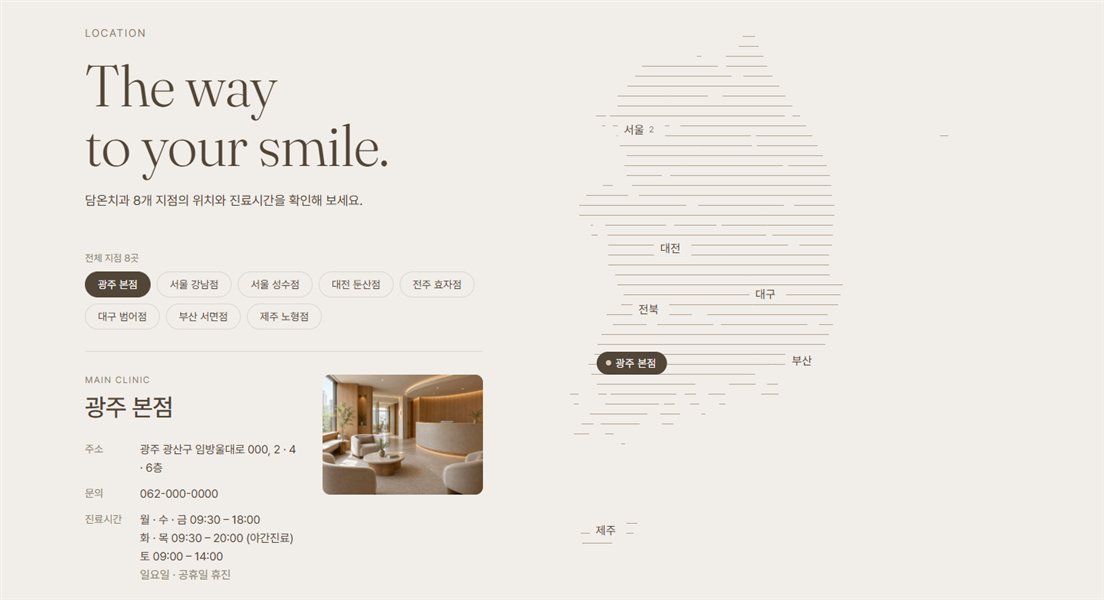 LOCATION
The way
to your smile.
담온치과 8개 지점의 위치와 진료시간을 확인해 보세요.
전체 지점 8곳
광주 본점
서울 강남점
서울 성수점
대전 둔산점
전주 효자점
대구 범어점
부산 서면점
제주 노형점
MAIN CLINIC
광주 본점
주소
광주 광산구 임방울대로 000, 2 · 4
· 6층
문의
062-000-0000
진료시간
월 · 수 · 금 09:30 – 18:00
화 · 목 09:30 – 20:00 (야간진료)
토 09:00 – 14:00
일요일 · 공휴일 휴진
서울 2
대전
대구
전북
광주 본점
부산
제주